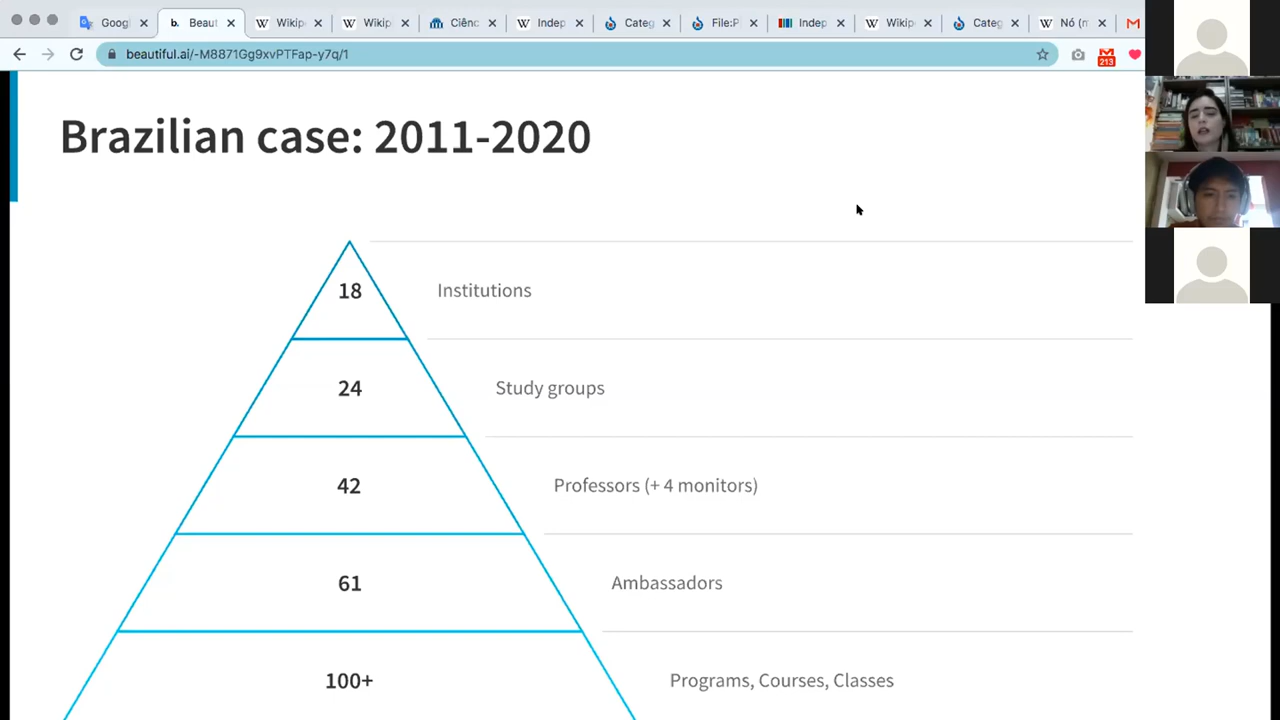 Googl
b. Beaut
Wikip
Wikip
Ciênc
Indep
Categ
File:P
Indep
Wikip
Categ
Nó (m
beautiful.ai/-M8871Gg9xvPTFap-y7q/1
213
Brazilian case: 2011-2020
18 Institutions
24 Study groups
42 Professors (+ 4 monitors)
61 Ambassadors
100+ Programs, Courses, Classes